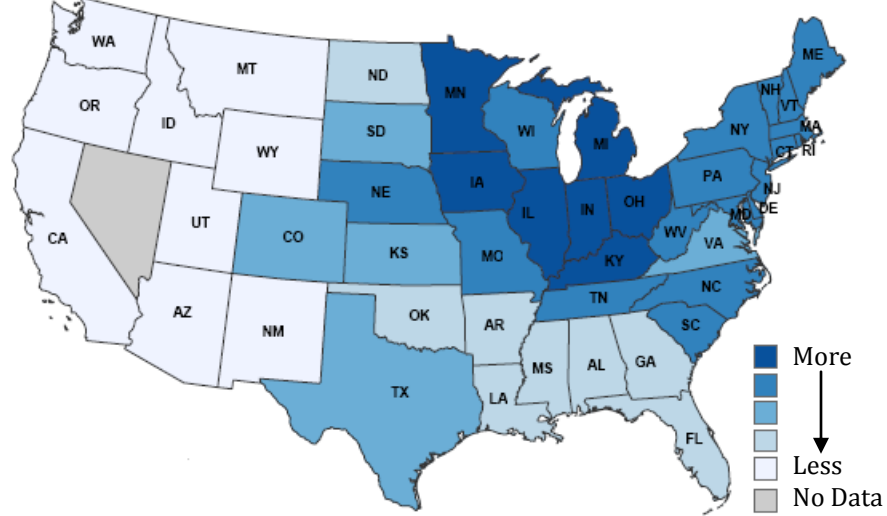 WA
MT
ND
MN
ME
OR
ID
SD
WI
NH
VT
WY
MI
NY
MA
CT
RI
NE
IA
PA
NJ
UT
CO
IL
IN
OH
MD
DE
CA
KS
MO
WV
VA
KY
AZ
NM
OK
AR
TN
NC
SC
TX
LA
MS
AL
GA
FL
More
Less
No Data